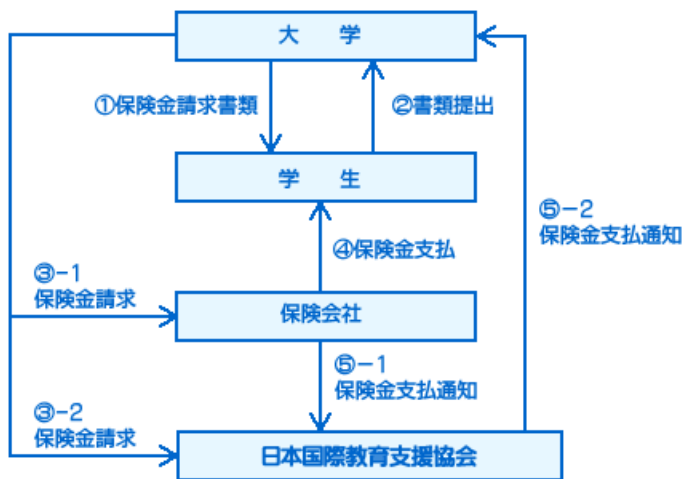 大　学
①保険金請求書類
②書類提出
学　生
⑤－2
保険金支払通知
④保険金支払
③－1
保険金請求
保険会社
⑤－1
保険金支払通知
③－2
保険金請求
日本国際教育支援協会